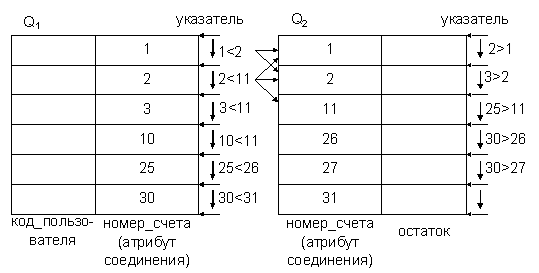 Q1 указатель Q2 указатель
1 1<2 1 2>1
2 2<11 2 3>2
3 3<11 11 25>11
10 10<11 26 30>26
25 25<26 27 30>27
30 30<31 31
код_пользо-
вателя
номер_счета
(атрибут
соединения)
номер_счета
(атрибут
соединения)
остаток